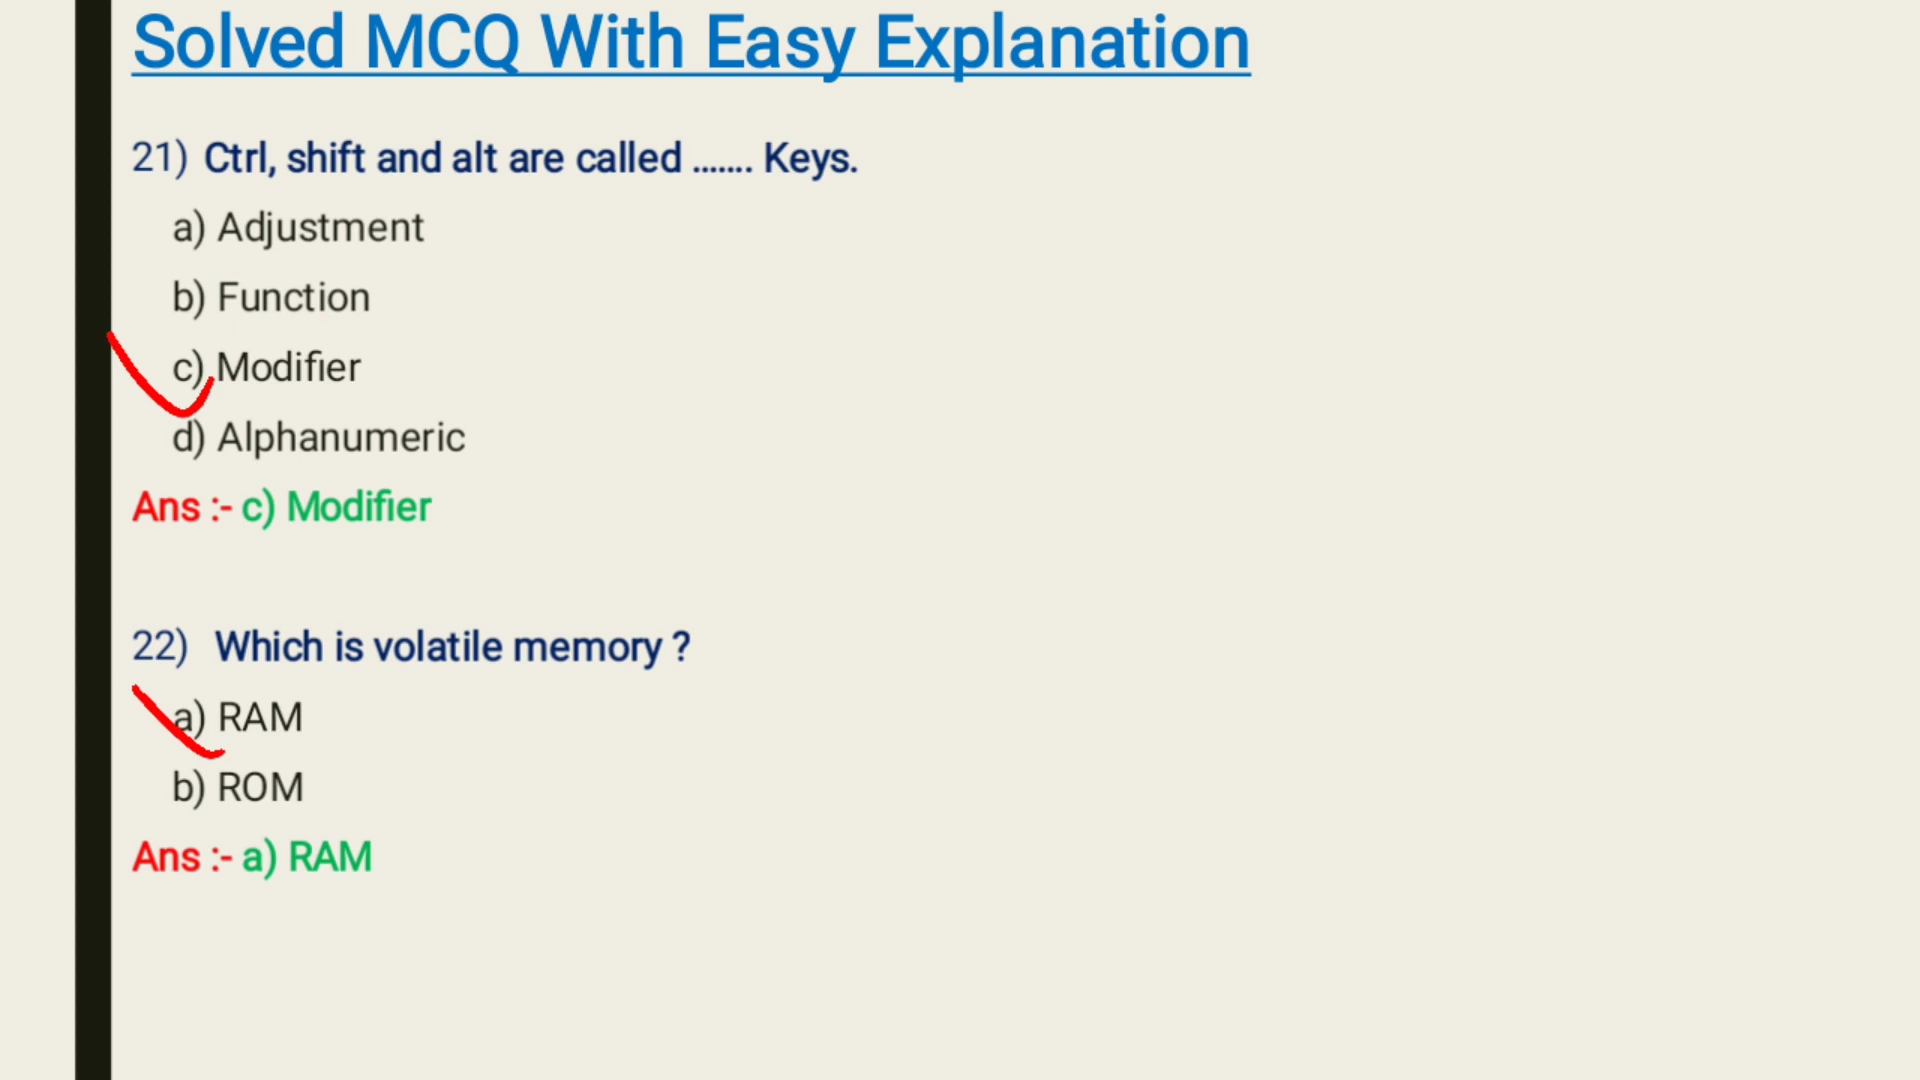 Solved MCQ With Easy Explanation
21) Ctrl, shift and alt are called ....... Keys.
a) Adjustment
b) Function
c) Modifier
d) Alphanumeric
Ans :- c) Modifier
22) Which is volatile memory ?
a) RAM
b) ROM
Ans :- a) RAM